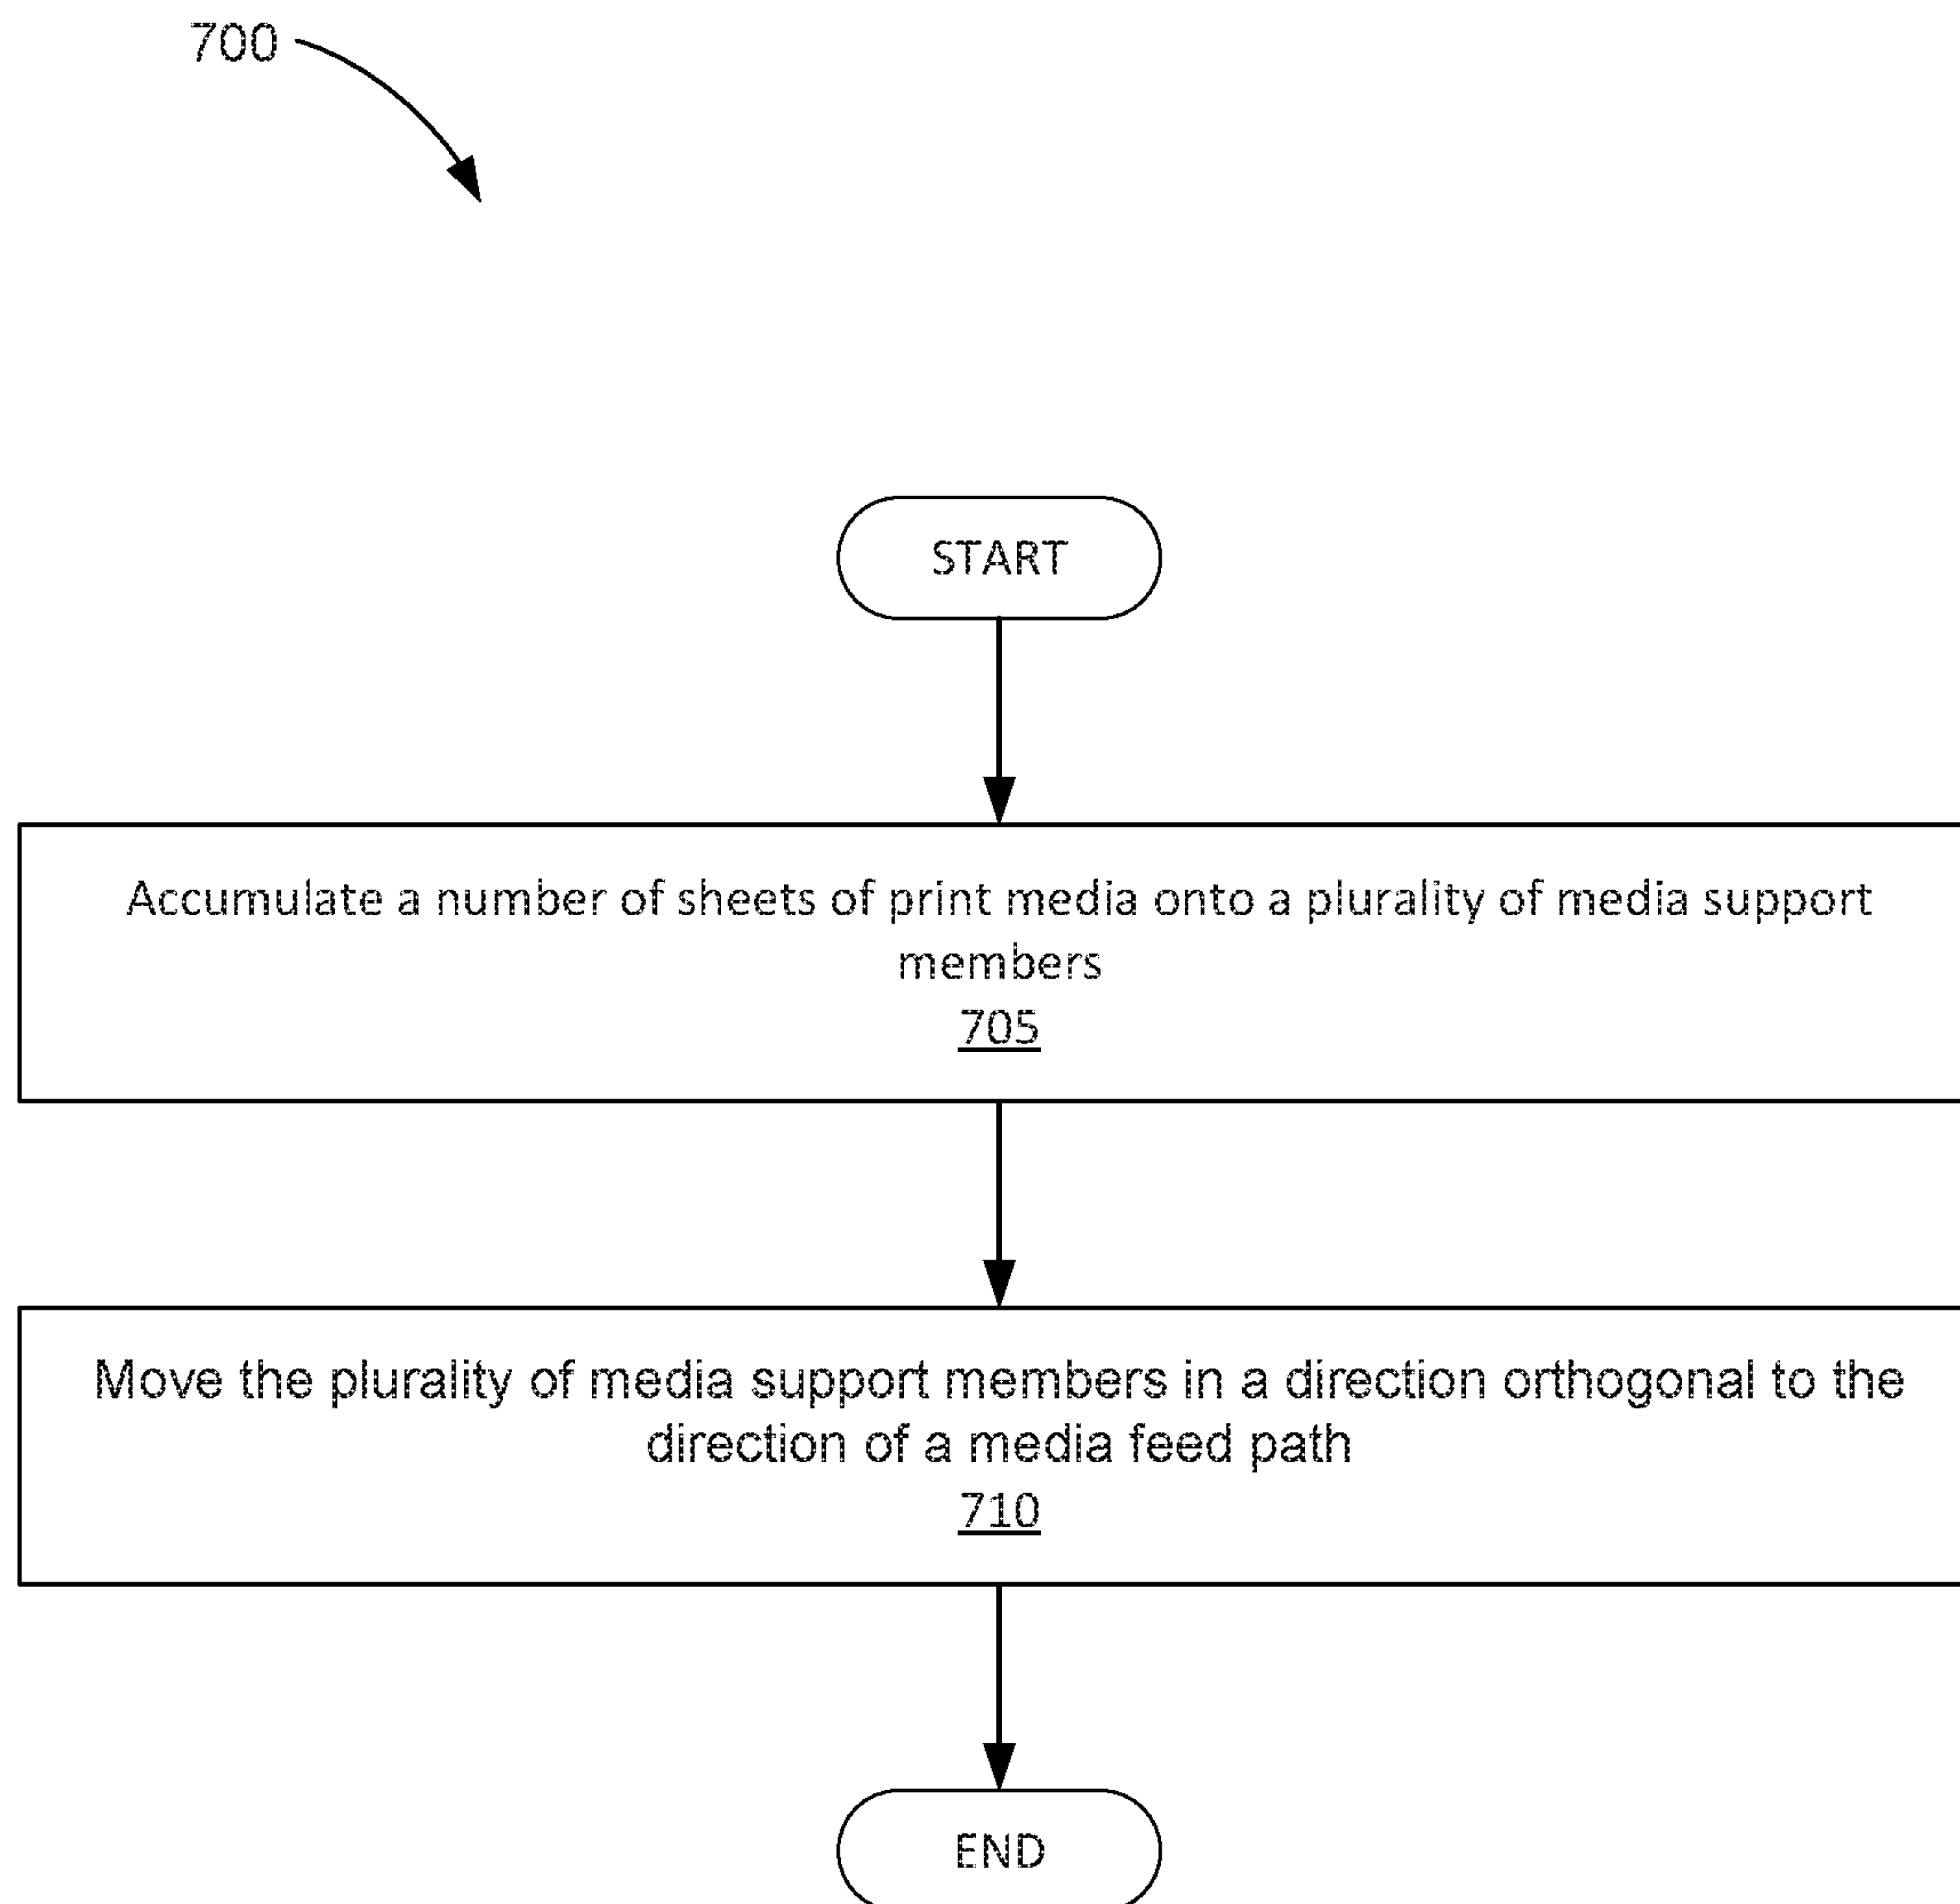 700
START
Accumulate a number of sheets of print media onto a plurality of media support
members
705
Move the plurality of media support members in a direction orthogonal to the
direction of a media feed path
710
END